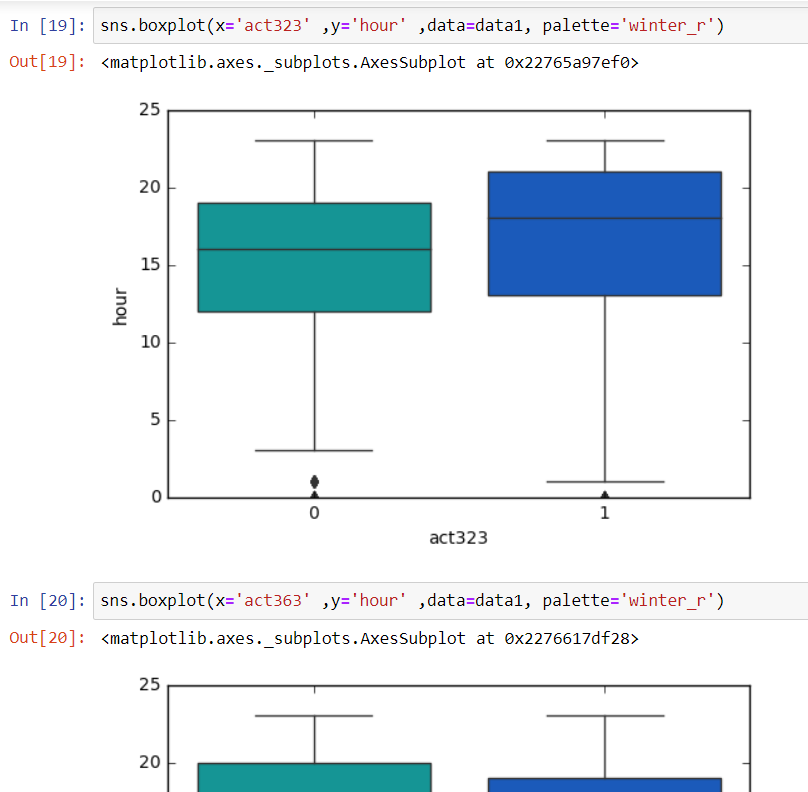 In [19]: sns.boxplot(x='act323' ,y='hour' ,data=data1, palette='winter_r')
Out[19]: <matplotlib.axes._subplots.AxesSubplot at 0x22765a97ef0>
25
20
15
hour
10
5
0
0 1
act323
In [20]: sns.boxplot(x='act363' ,y='hour' ,data=data1, palette='winter_r')
Out[20]: <matplotlib.axes._subplots.AxesSubplot at 0x2276617df28>
25
20